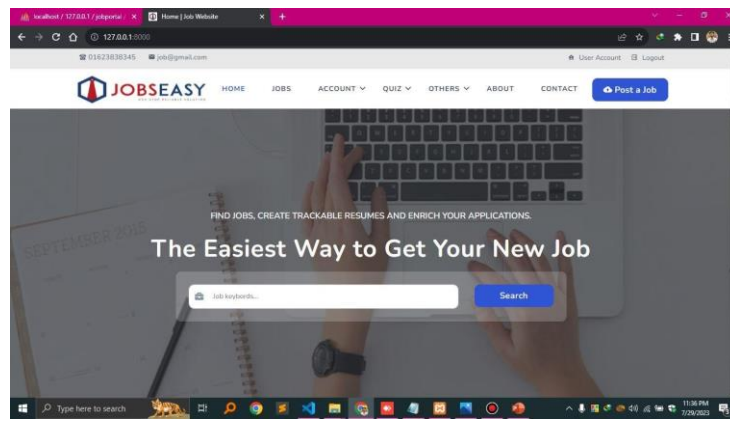 localhost / 127.0.0.1 / jobportal /
Home | Job Website
127.0.0.1:8000
01623838345 job@gmail.com
User Account Logout
JOBSEASY
HOME JOBS ACCOUNT QUIZ OTHERS ABOUT CONTACT Post a Job
SEPTEMBER 2015
FIND JOBS, CREATE TRACKABLE RESUMES AND ENRICH YOUR APPLICATIONS.
The Easiest Way to Get Your New Job
Job keybords... Search
Type here to search
11:36 PM
7/29/2023